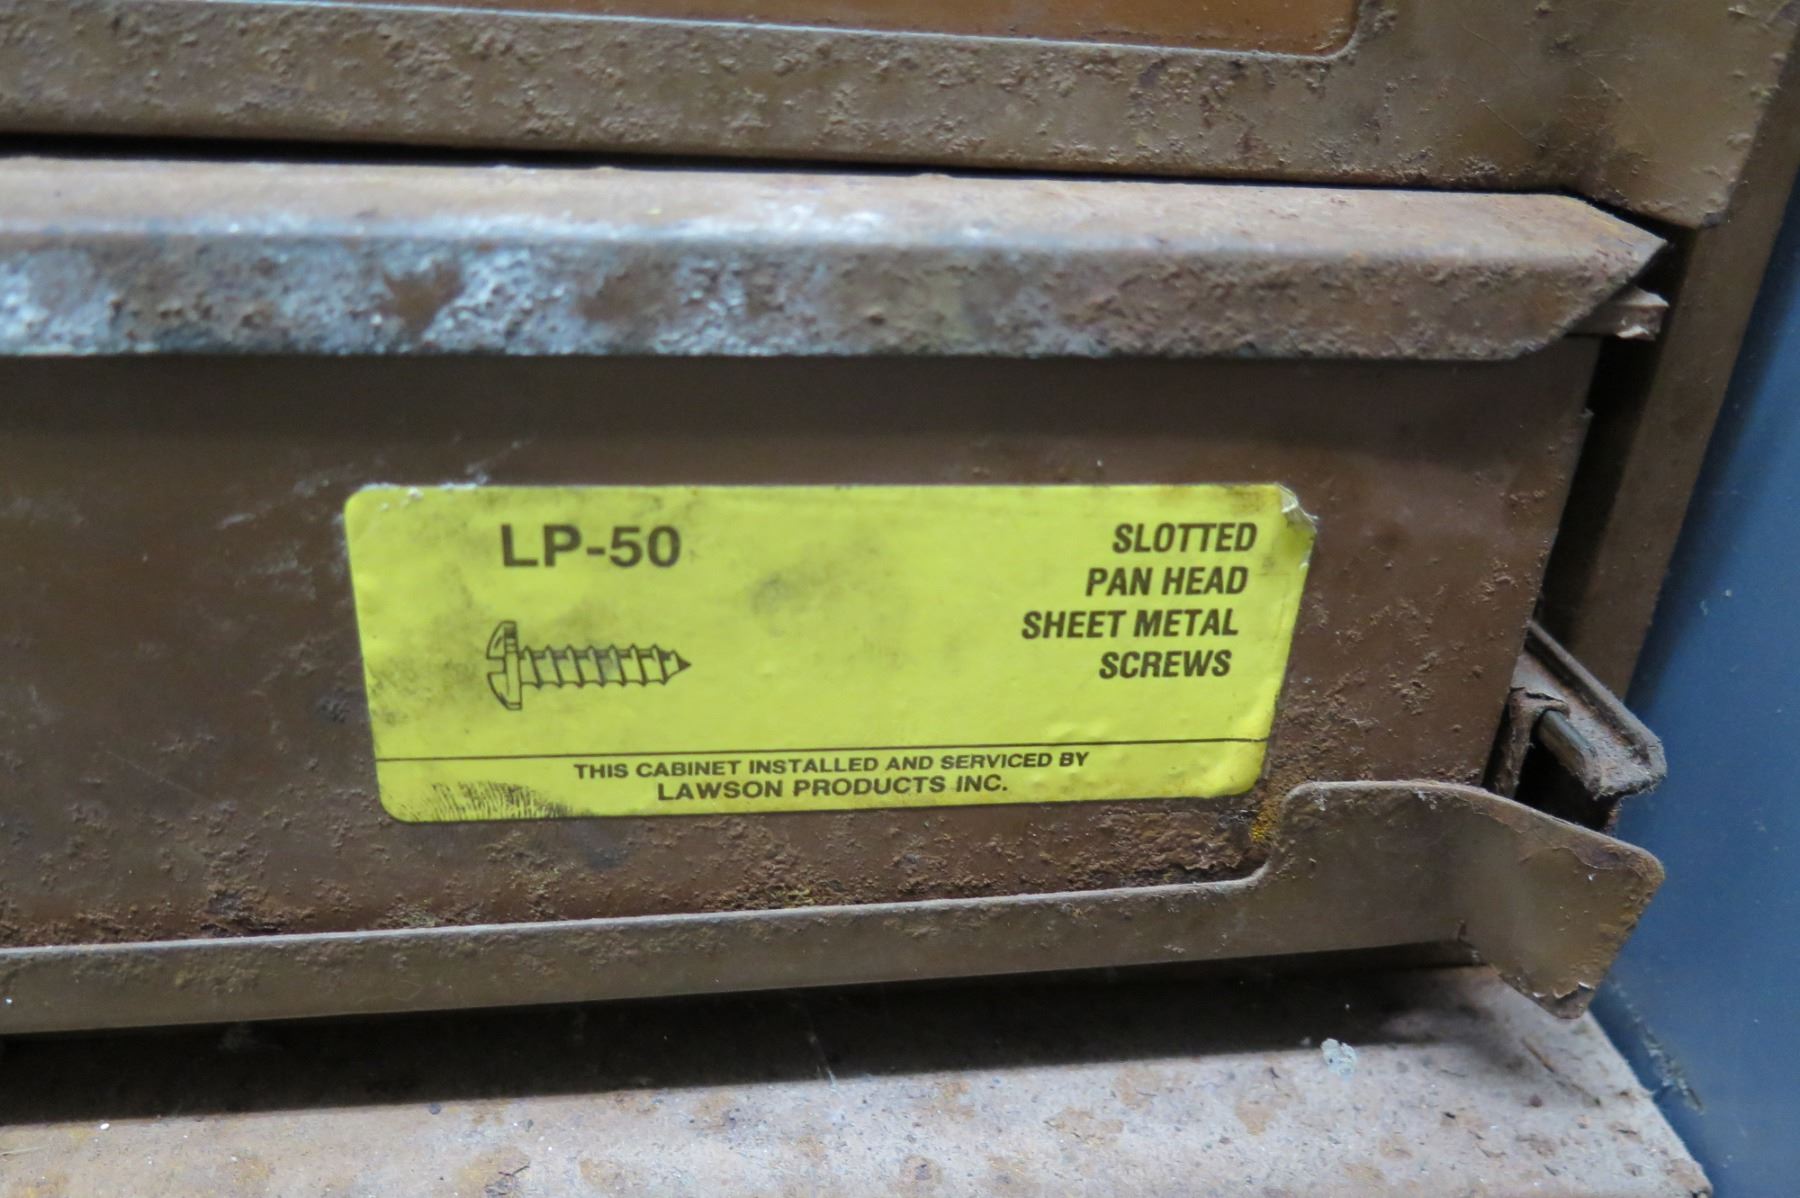 LP-50
SLOTTED
PAN HEAD
SHEET METAL
SCREWS
THIS CABINET INSTALLED AND SERVICED BY
LAWSON PRODUCTS INC.